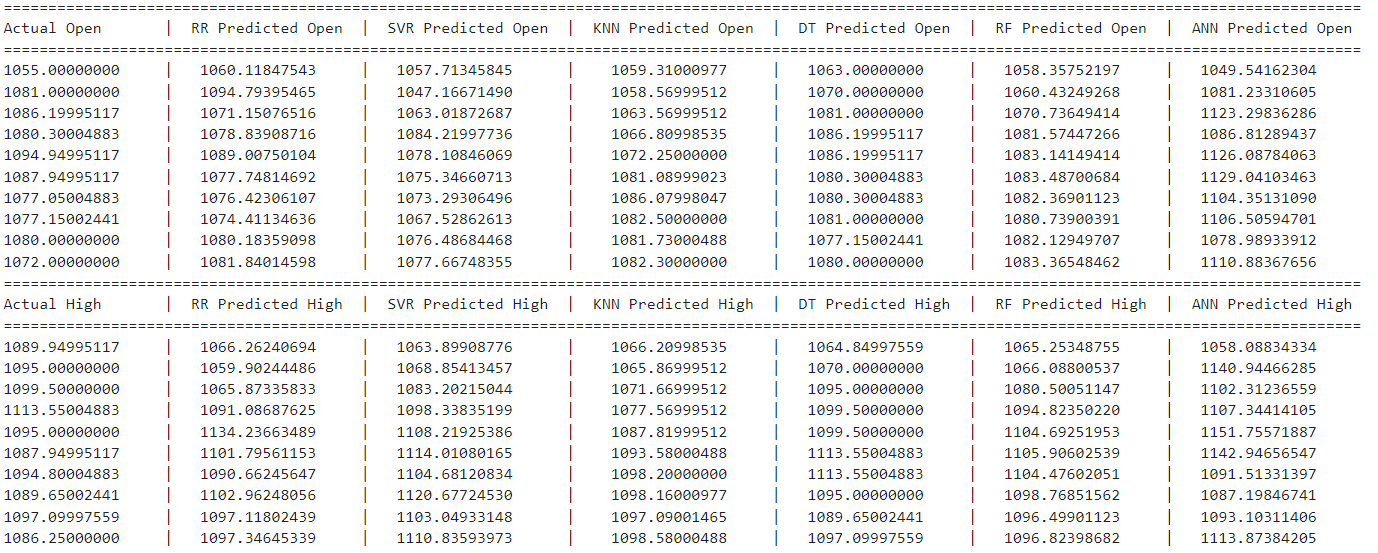 Actual Open | RR Predicted Open | SVR Predicted Open | KNN Predicted Open | DT Predicted Open | RF Predicted Open | ANN Predicted Open
1055.00000000 | 1060.11847543 | 1057.71345845 | 1059.31000977 | 1063.00000000 | 1058.35752197 | 1049.54162304
1081.00000000 | 1094.79395465 | 1047.16671490 | 1058.56999512 | 1070.00000000 | 1060.43249268 | 1081.23310605
1086.19995117 | 1071.15076516 | 1063.01872687 | 1063.56999512 | 1081.00000000 | 1070.73649414 | 1123.29836286
1080.30004883 | 1078.83908716 | 1084.21997736 | 1066.80998535 | 1086.19995117 | 1081.57447266 | 1086.81289437
1094.94995117 | 1089.00750104 | 1078.10846069 | 1072.25000000 | 1086.19995117 | 1083.14149414 | 1126.08784063
1087.94995117 | 1077.74814692 | 1075.34660713 | 1081.08999023 | 1080.30004883 | 1083.48700684 | 1129.04103463
1077.05004883 | 1076.42306107 | 1073.29306496 | 1086.07998047 | 1080.30004883 | 1082.36901123 | 1104.35131090
1077.15002441 | 1074.41134636 | 1067.52862613 | 1082.50000000 | 1081.00000000 | 1080.73900391 | 1106.50594701
1080.00000000 | 1080.18359098 | 1076.48684468 | 1081.73000488 | 1077.15002441 | 1082.12949707 | 1078.98933912
1072.00000000 | 1081.84014598 | 1077.66748355 | 1082.30000000 | 1080.00000000 | 1083.36548462 | 1110.88367656
Actual High | RR Predicted High | SVR Predicted High | KNN Predicted High | DT Predicted High | RF Predicted High | ANN Predicted High
1089.94995117 | 1066.26240694 | 1063.89908776 | 1066.20998535 | 1064.84997559 | 1065.25348755 | 1058.08834334
1095.00000000 | 1059.90244486 | 1068.85413457 | 1065.86999512 | 1070.00000000 | 1066.08800537 | 1140.94466285
1099.50000000 | 1065.87335833 | 1083.20215044 | 1071.66999512 | 1095.00000000 | 1080.50051147 | 1102.31236559
1113.55004883 | 1091.08687625 | 1098.33835199 | 1077.56999512 | 1099.50000000 | 1094.82350220 | 1107.34414105
1095.00000000 | 1134.23663489 | 1108.21925386 | 1087.81999512 | 1099.50000000 | 1104.69251953 | 1151.75571887
1087.94995117 | 1101.79561153 | 1114.01080165 | 1093.58000488 | 1113.55004883 | 1105.90602539 | 1142.94656547
1094.80004883 | 1090.66245647 | 1104.68120834 | 1098.20000000 | 1113.55004883 | 1104.47602051 | 1091.51331397
1089.65002441 | 1102.96248056 | 1120.67724530 | 1098.16000977 | 1095.00000000 | 1098.76851562 | 1087.19846741
1097.09997559 | 1097.11802439 | 1103.04933148 | 1097.09001465 | 1089.65002441 | 1096.49901123 | 1093.10311406
1086.25000000 | 1097.34645339 | 1110.83593973 | 1098.58000488 | 1097.09997559 | 1096.82398682 | 1113.87384205